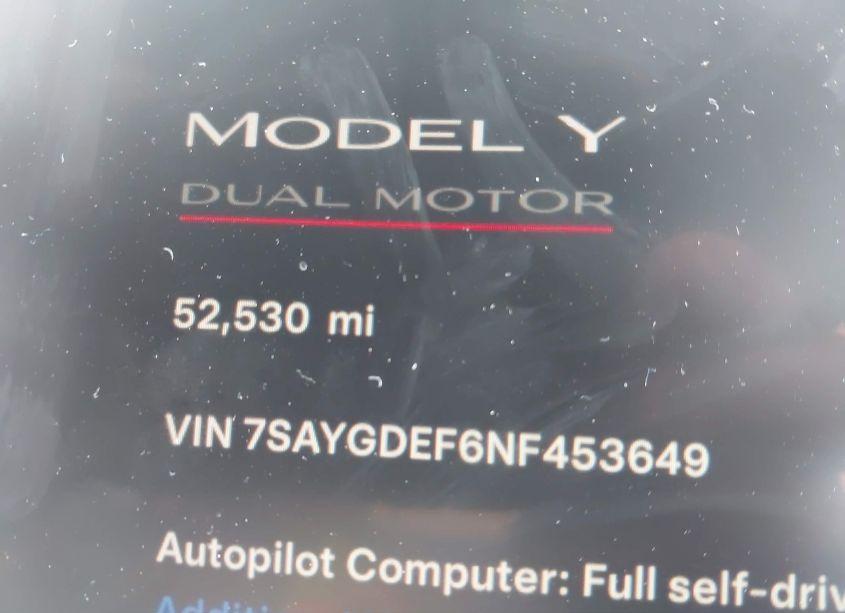 MODEL Y
DUAL MOTOR
52,530 mi
VIN 7SAYGDEF6NF453649
Autopilot Computer: Full self-driv